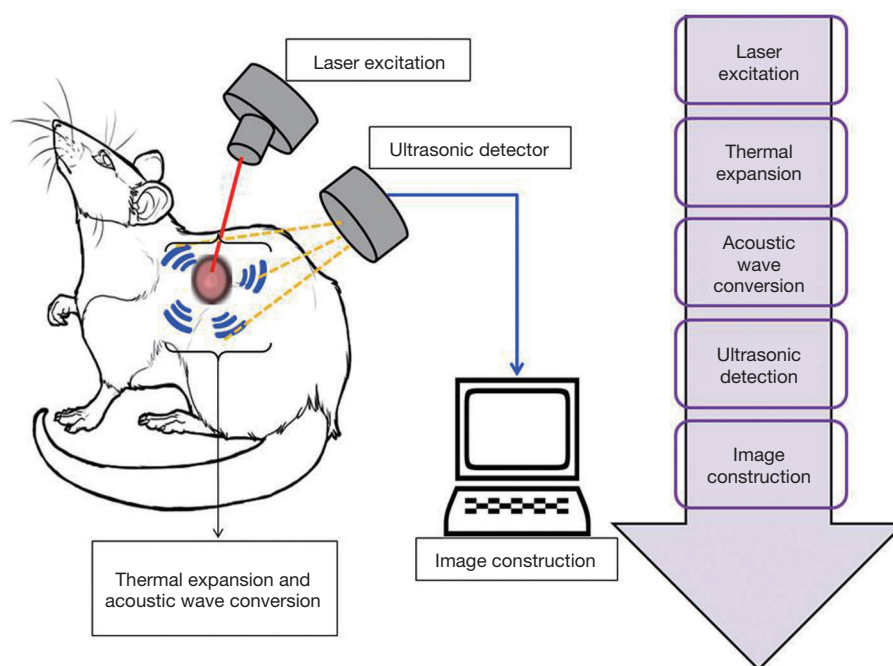 Laser excitation
Ultrasonic detector
Thermal expansion and
acoustic wave conversion
Image construction
Laser
excitation
Thermal
expansion
Acoustic
wave
conversion
Ultrasonic
detection
Image
construction